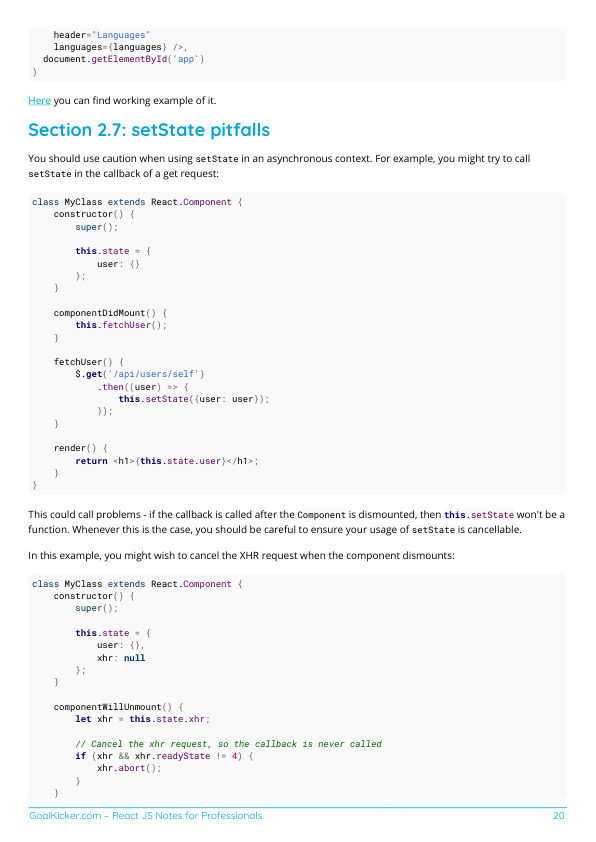 header="Languages"
    languages={languages} />,
  document.getElementById('app')
)
Here you can find working example of it.
Section 2.7: setState pitfalls
You should use caution when using setState in an asynchronous context. For example, you might try to call
setState in the callback of a get request:
class MyClass extends React.Component {
    constructor() {
        super();

        this.state = {
            user: {}
        };
    }

    componentDidMount() {
        this.fetchUser();
    }

    fetchUser() {
        $.get('/api/users/self')
            .then((user) => {
                this.setState({user: user});
            });
    }

    render() {
        return <h1>{this.state.user}</h1>;
    }
}
This could call problems - if the callback is called after the Component is dismounted, then this.setState won't be a
function. Whenever this is the case, you should be careful to ensure your usage of setState is cancellable.
In this example, you might wish to cancel the XHR request when the component dismounts:
class MyClass extends React.Component {
    constructor() {
        super();

        this.state = {
            user: {},
            xhr: null
        };
    }

    componentWillUnmount() {
        let xhr = this.state.xhr;

        // Cancel the xhr request, so the callback is never called
        if (xhr && xhr.readyState != 4) {
            xhr.abort();
        }
    }
GoalKicker.com – React JS Notes for Professionals 20